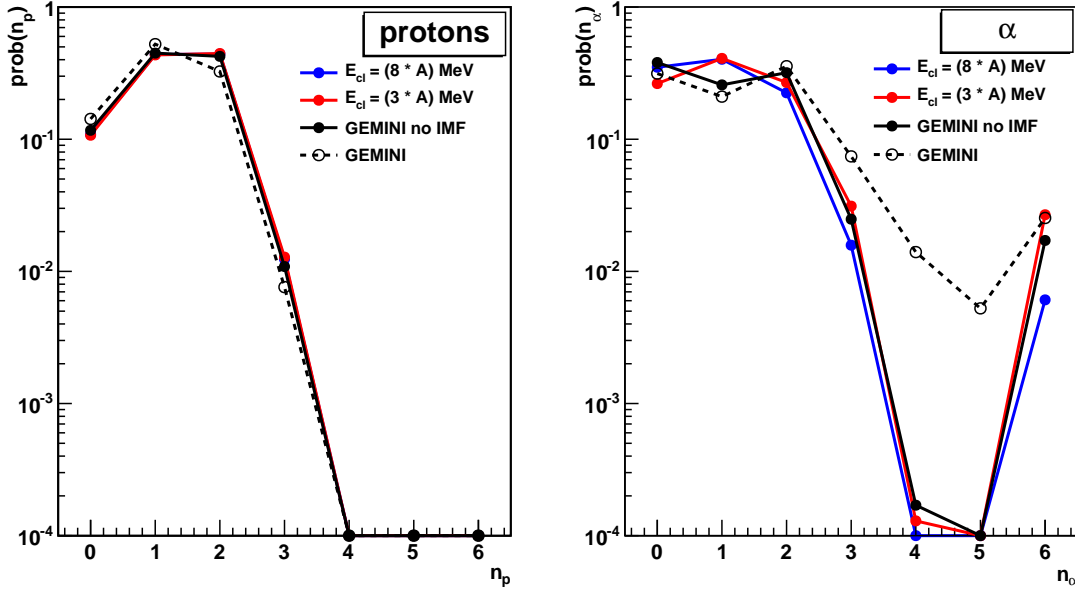 prob(n_p)
protons
E_cl = (8 * A) MeV
E_cl = (3 * A) MeV
GEMINI no IMF
GEMINI
1
10^-1
10^-2
10^-3
10^-4
0 1 2 3 4 5 6
n_p
prob(n_α)
α
E_cl = (8 * A) MeV
E_cl = (3 * A) MeV
GEMINI no IMF
GEMINI
1
10^-1
10^-2
10^-3
10^-4
0 1 2 3 4 5 6
n_α